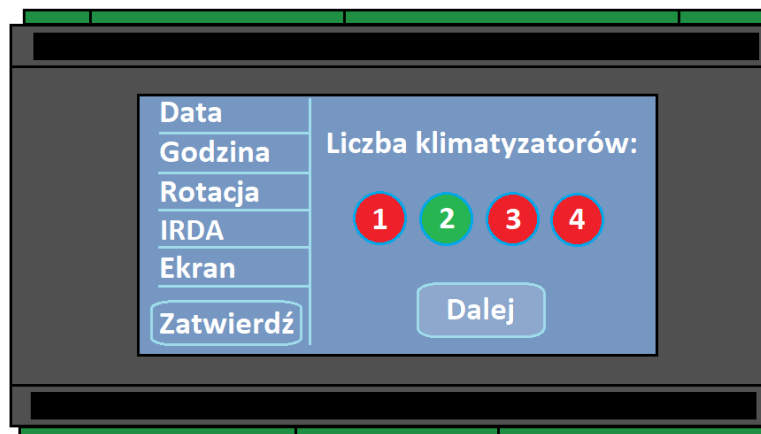 Data
Godzina
Rotacja
IRDA
Ekran
Zatwierdź
Liczba klimatyzatorów:
1 2 3 4
Dalej